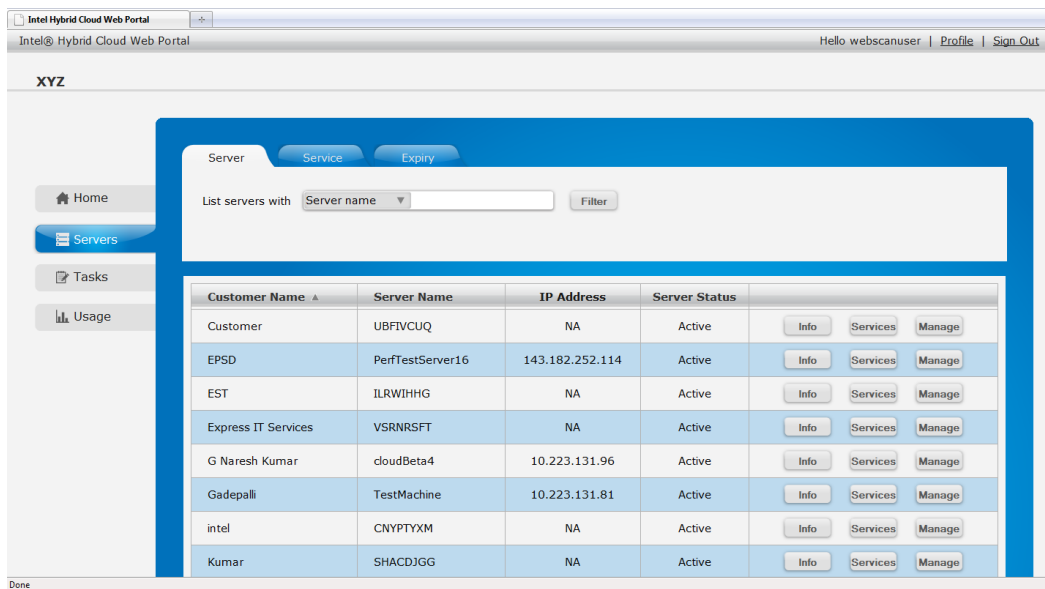 Intel Hybrid Cloud Web Portal
Intel® Hybrid Cloud Web Portal Hello webscanuser | Profile | Sign Out
XYZ
Server Service Expiry
List servers with Server name Filter
Home
Servers
Tasks
Usage
Customer Name Server Name IP Address Server Status
Customer UBFIVCUQ NA Active Info Services Manage
EPSD PerfTestServer16 143.182.252.114 Active Info Services Manage
EST ILRWIHHG NA Active Info Services Manage
Express IT Services VSRNRSFT NA Active Info Services Manage
G Naresh Kumar cloudBeta4 10.223.131.96 Active Info Services Manage
Gadepalli TestMachine 10.223.131.81 Active Info Services Manage
intel CNYPTYXM NA Active Info Services Manage
Kumar SHACDJGG NA Active Info Services Manage
Done